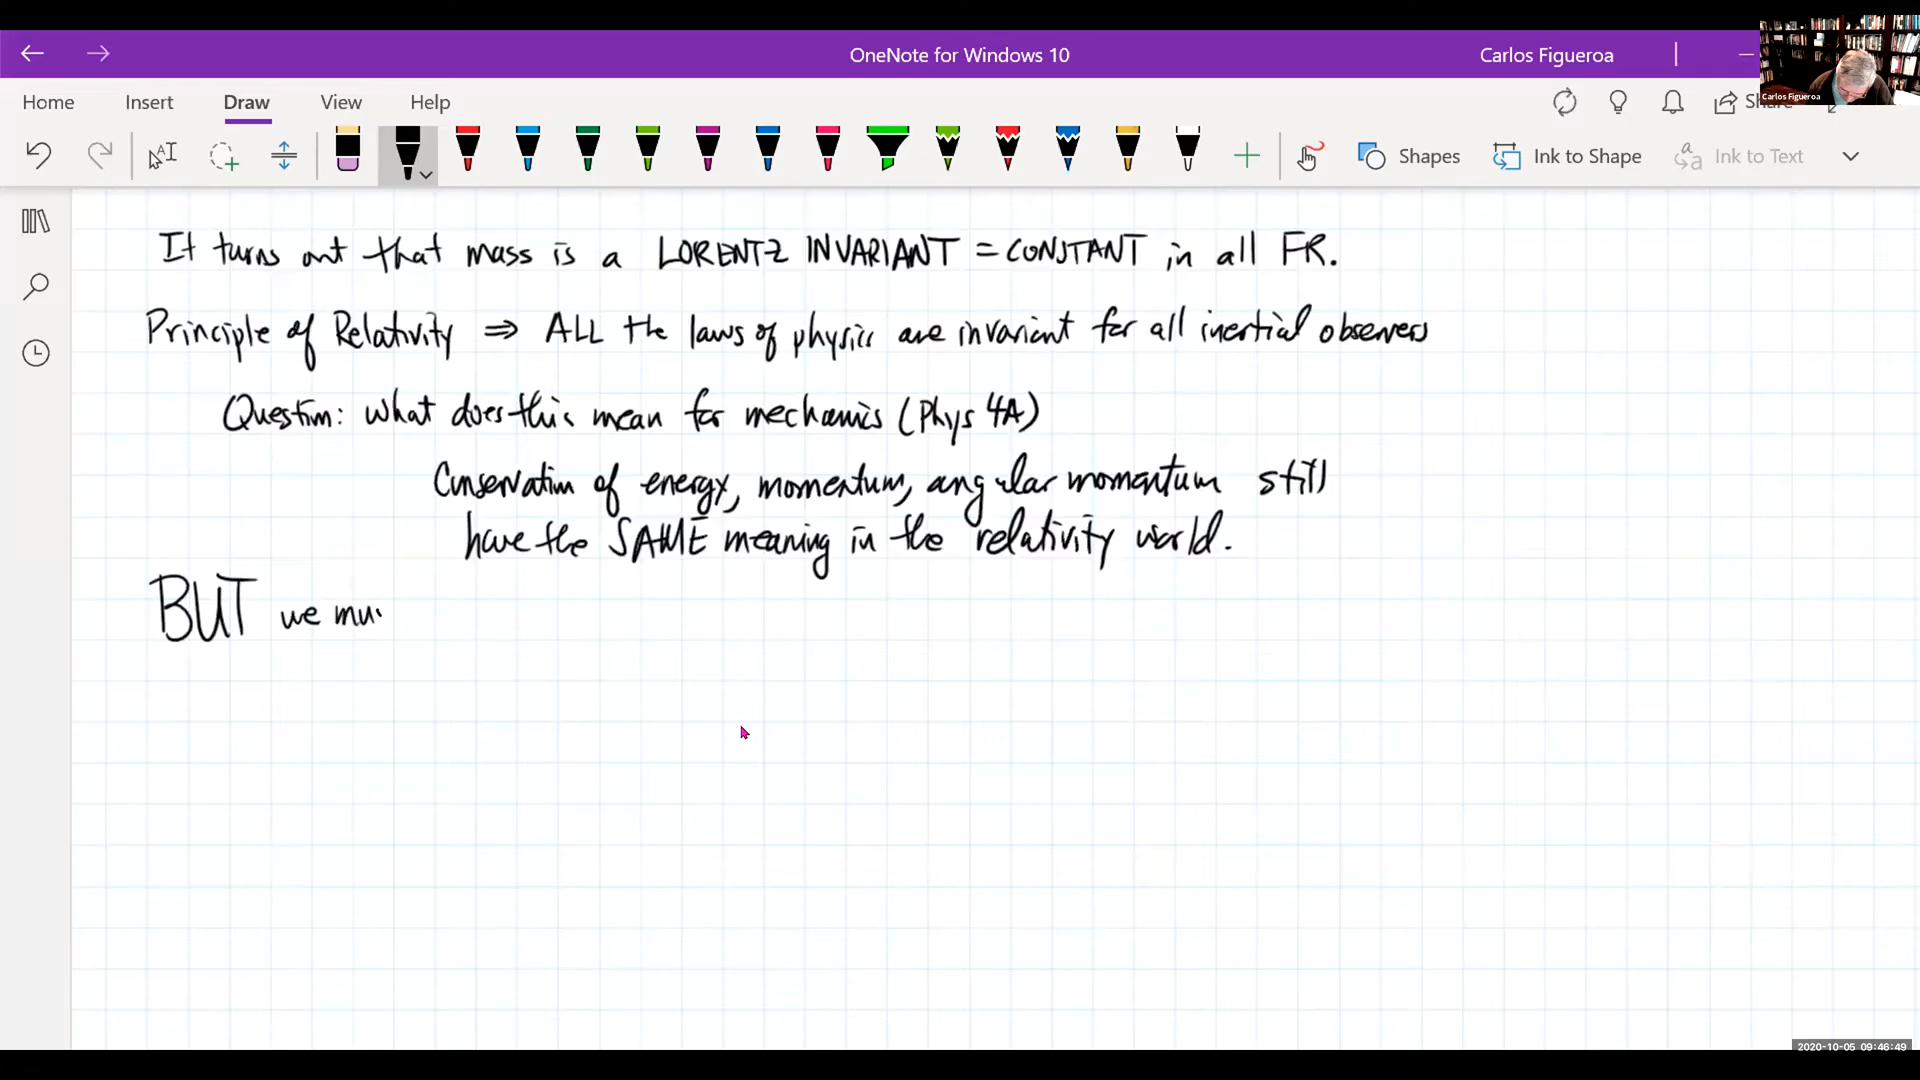 OneNote for Windows 10
Carlos Figueroa
Carlos Figueroa
Home Insert Draw View Help
Share
Shapes Ink to Shape Ink to Text
It turns out that mass is a LORENTZ INVARIANT = CONSTANT in all FR.
Principle of Relativity ⇒ ALL the laws of physics are invariant for all inertial observers
Question: What does this mean for mechanics (Phys 4A)
Conservation of energy, momentum, angular momentum still
have the SAME meaning in the relativity world.
BUT we mu
2020-10-05 09:46:49